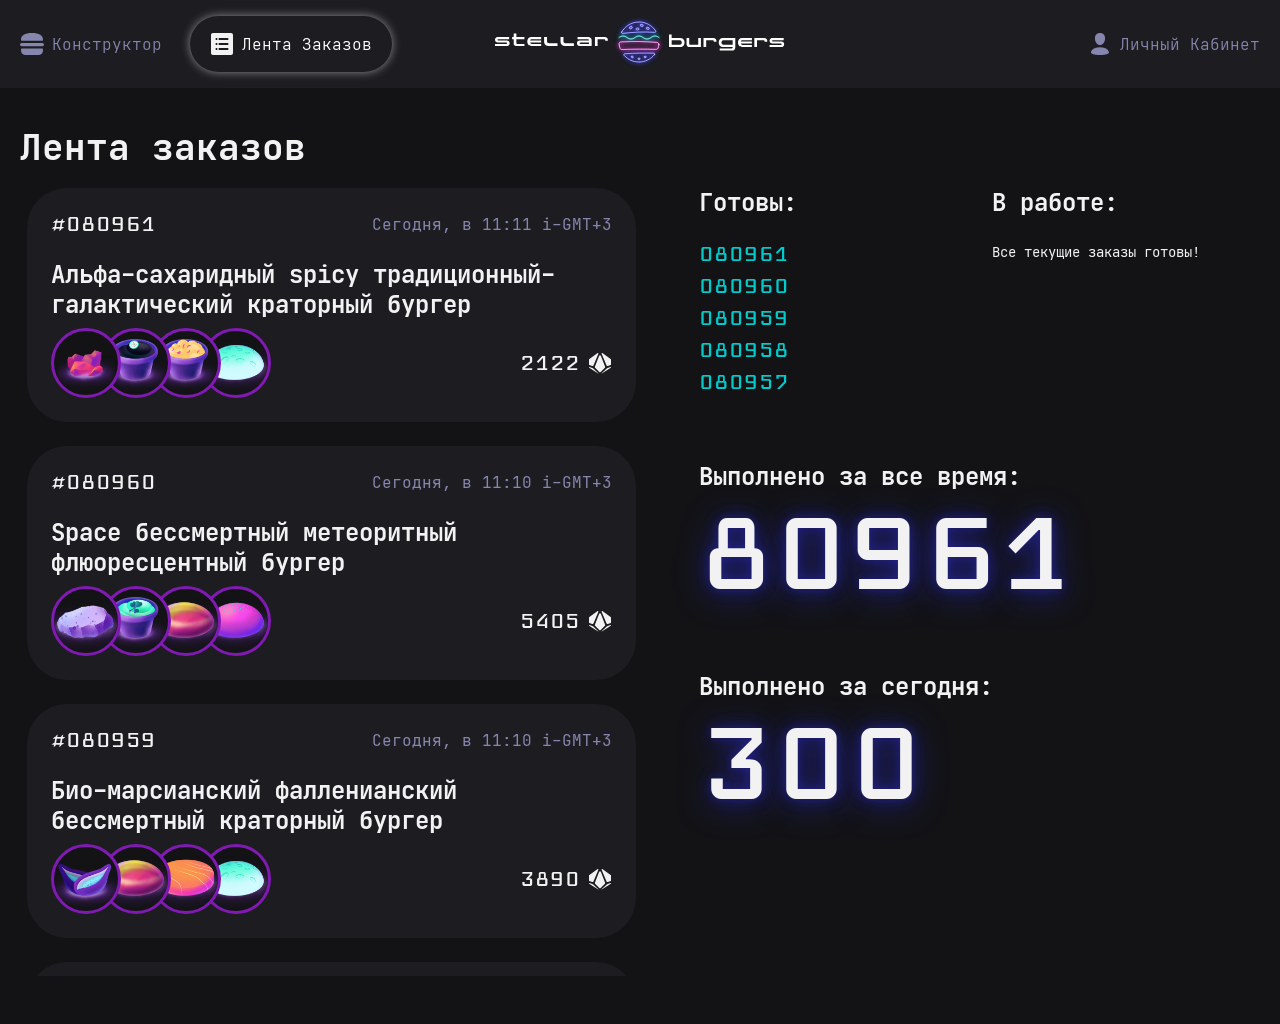 Конструктор
Лента Заказов
stellar burgers
Личный Кабинет
Лента заказов
#080961
Сегодня, в 11:11 i-GMT+3
Альфа-сахаридный spicy традиционный-
галактический краторный бургер
2122
#080960
Сегодня, в 11:10 i-GMT+3
Space бессмертный метеоритный
флюоресцентный бургер
5405
#080959
Сегодня, в 11:10 i-GMT+3
Био-марсианский фалленианский
бессмертный краторный бургер
3890
Готовы:
080961
080960
080959
080958
080957
В работе:
Все текущие заказы готовы!
Выполнено за все время:
80961
Выполнено за сегодня:
300